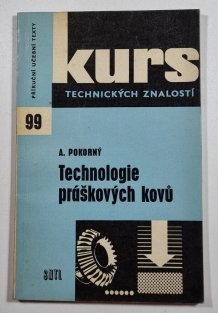 PŘÍRUČNÍ UČEBNÍ TEXTY
kurs
TECHNICKÝCH ZNALOSTÍ
99
A. POKORNÝ
Technologie
práškových kovů
SNTL